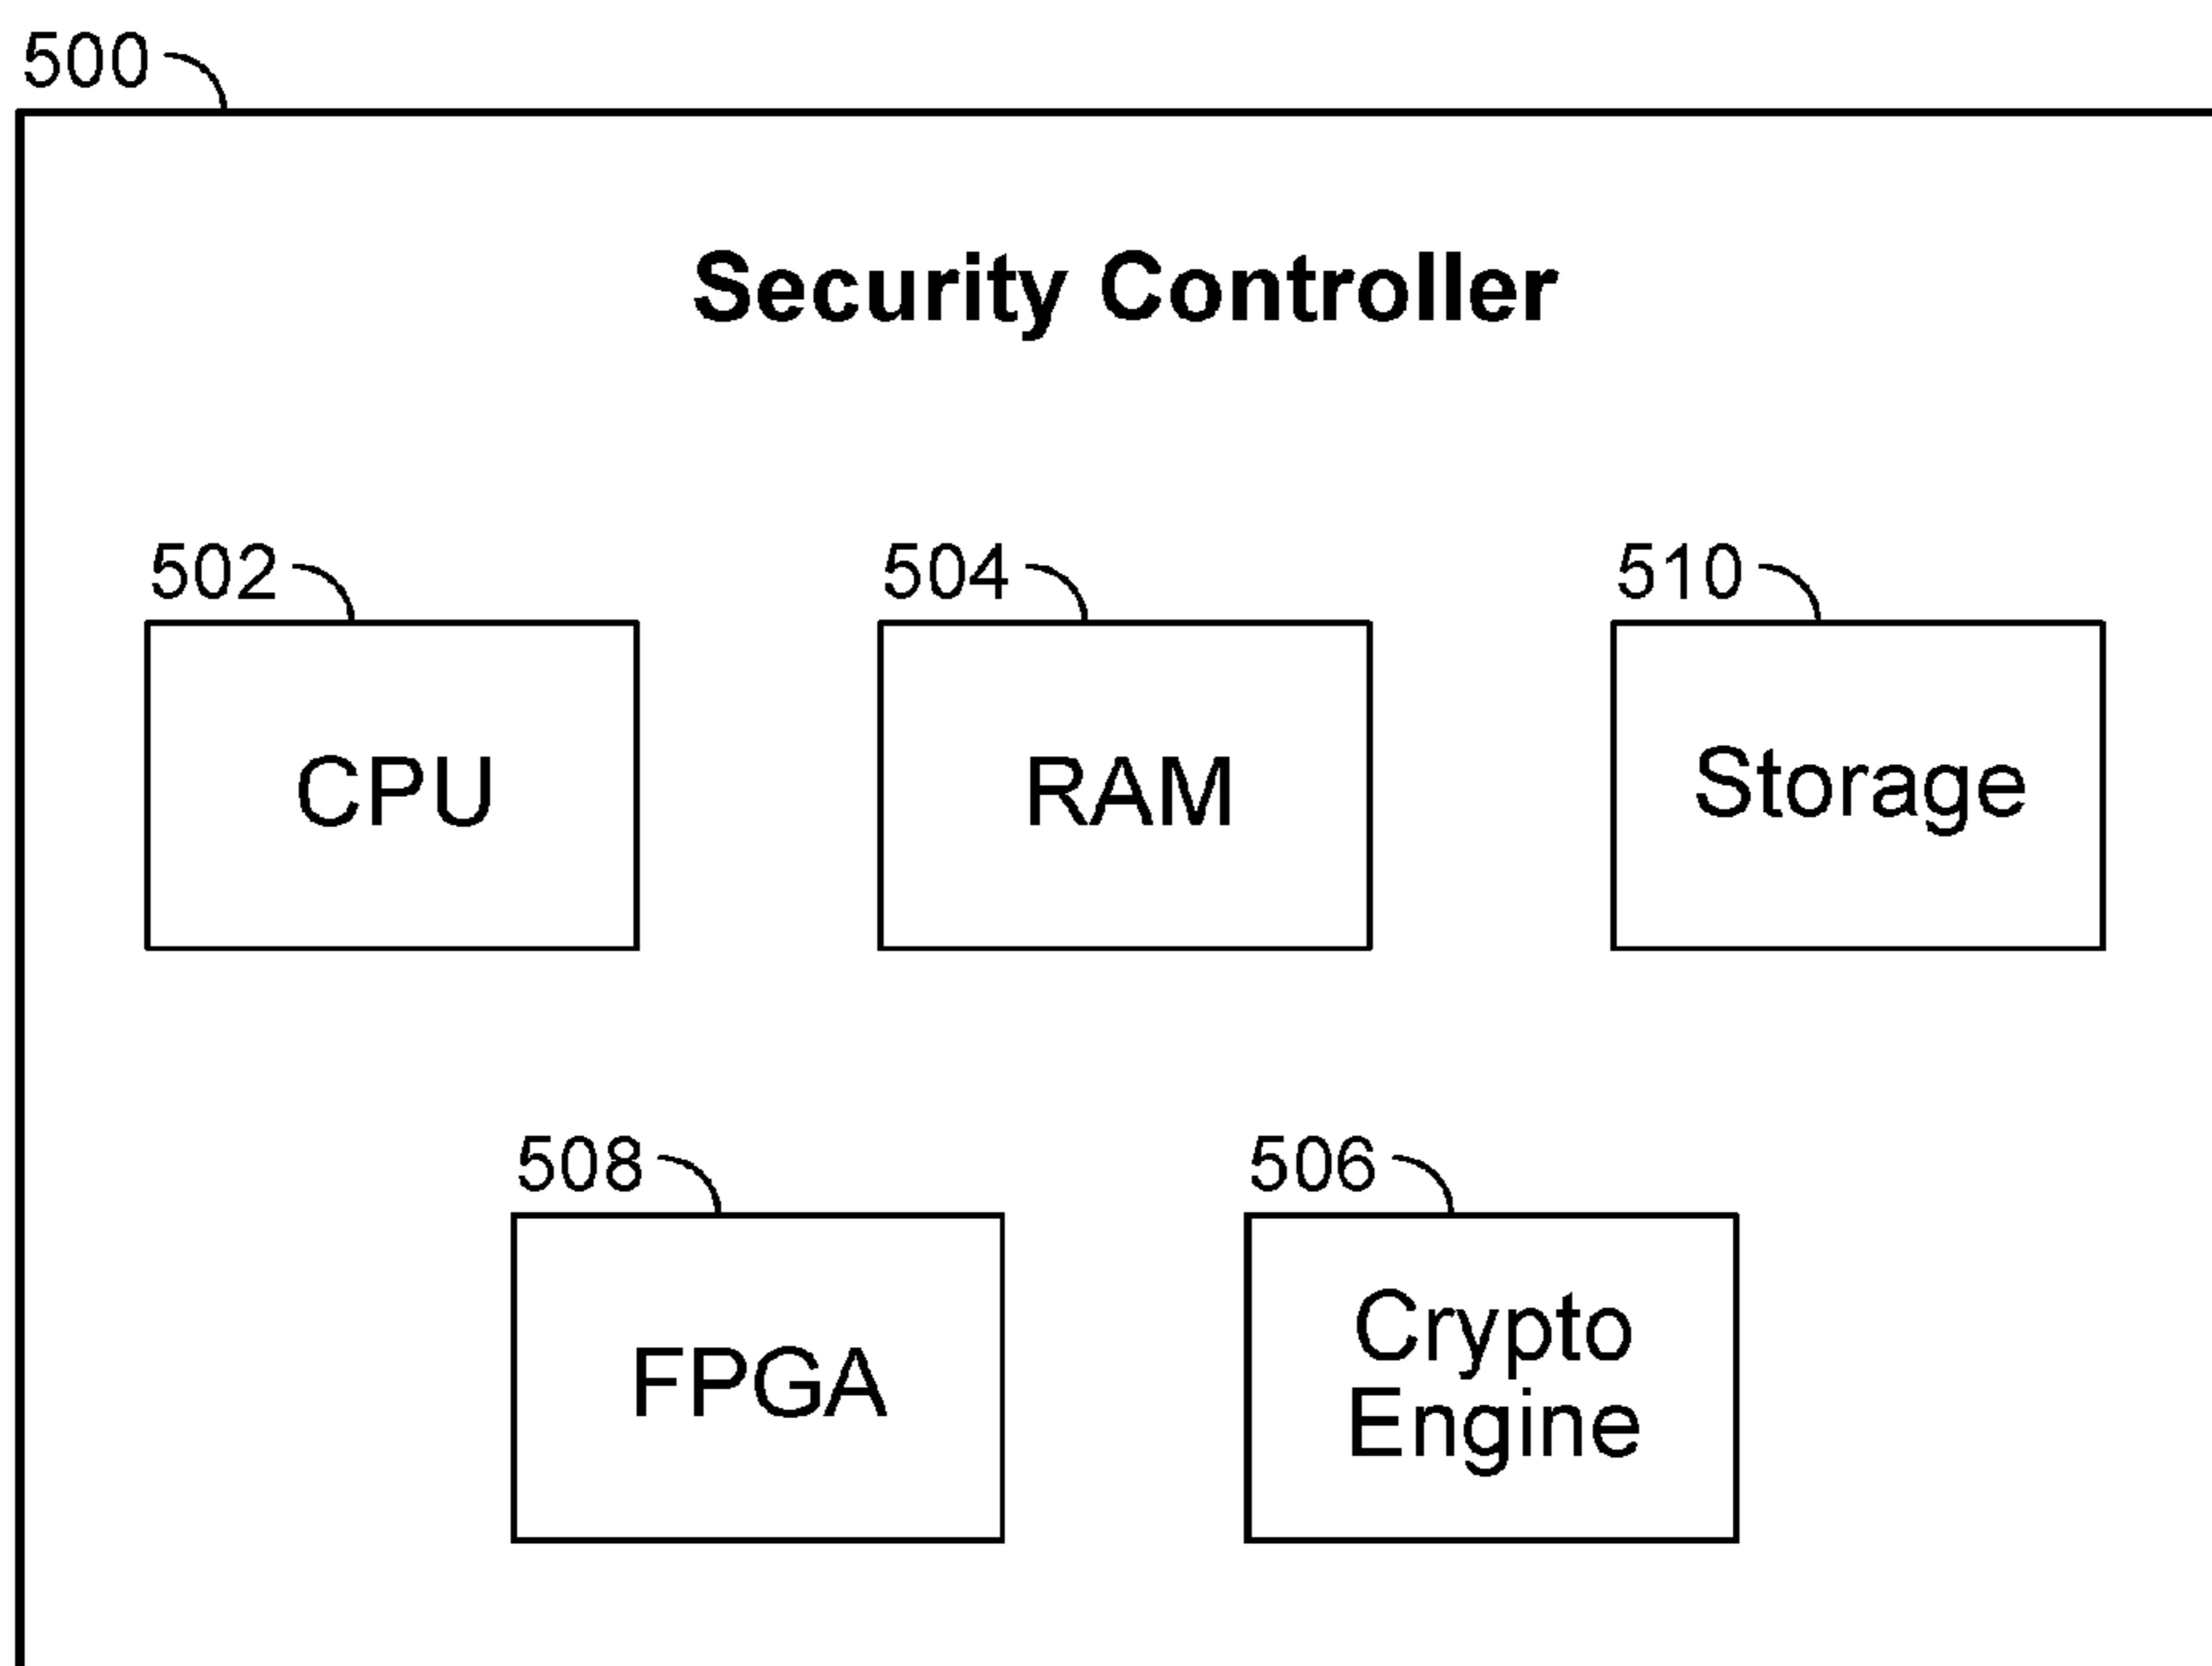 500
Security Controller
502
504
510
CPU
RAM
Storage
508
506
FPGA
Crypto
Engine